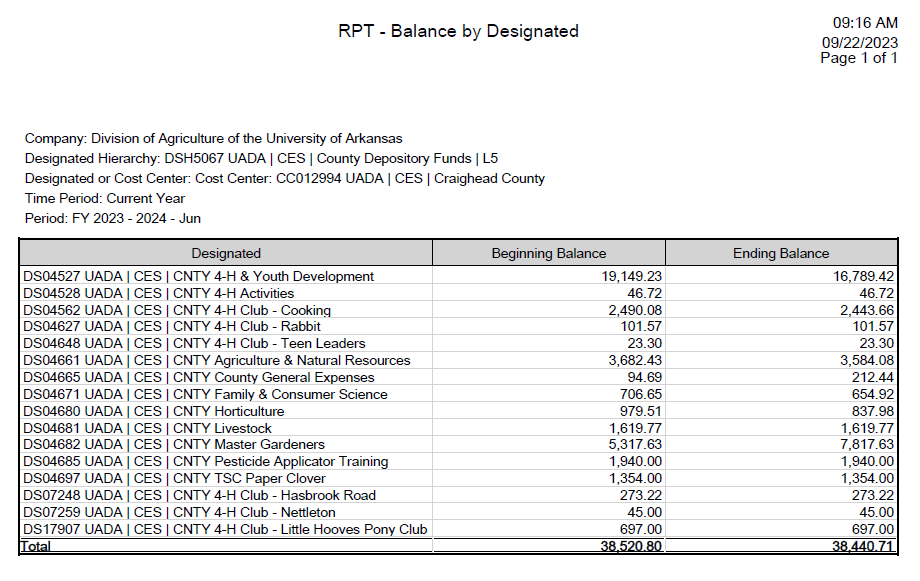 RPT - Balance by Designated
09:16 AM
09/22/2023
Page 1 of 1
Company: Division of Agriculture of the University of Arkansas
Designated Hierarchy: DSH5067 UADA | CES | County Depository Funds | L5
Designated or Cost Center: Cost Center: CC012994 UADA | CES | Craighead County
Time Period: Current Year
Period: FY 2023 - 2024 - Jun
Designated Beginning Balance Ending Balance
DS04527 UADA | CES | CNTY 4-H & Youth Development 19,149.23 16,789.42
DS04528 UADA | CES | CNTY 4-H Activities 46.72 46.72
DS04562 UADA | CES | CNTY 4-H Club - Cooking 2,490.08 2,443.66
DS04627 UADA | CES | CNTY 4-H Club - Rabbit 101.57 101.57
DS04648 UADA | CES | CNTY 4-H Club - Teen Leaders 23.30 23.30
DS04661 UADA | CES | CNTY Agriculture & Natural Resources 3,682.43 3,584.08
DS04665 UADA | CES | CNTY County General Expenses 94.69 212.44
DS04671 UADA | CES | CNTY Family & Consumer Science 706.65 654.92
DS04680 UADA | CES | CNTY Horticulture 979.51 837.98
DS04681 UADA | CES | CNTY Livestock 1,619.77 1,619.77
DS04682 UADA | CES | CNTY Master Gardeners 5,317.63 7,817.63
DS04685 UADA | CES | CNTY Pesticide Applicator Training 1,940.00 1,940.00
DS04697 UADA | CES | CNTY TSC Paper Clover 1,354.00 1,354.00
DS07248 UADA | CES | CNTY 4-H Club - Hasbrook Road 273.22 273.22
DS07259 UADA | CES | CNTY 4-H Club - Nettleton 45.00 45.00
DS17907 UADA | CES | CNTY 4-H Club - Little Hooves Pony Club 697.00 697.00
Total 38,520.80 38,440.71